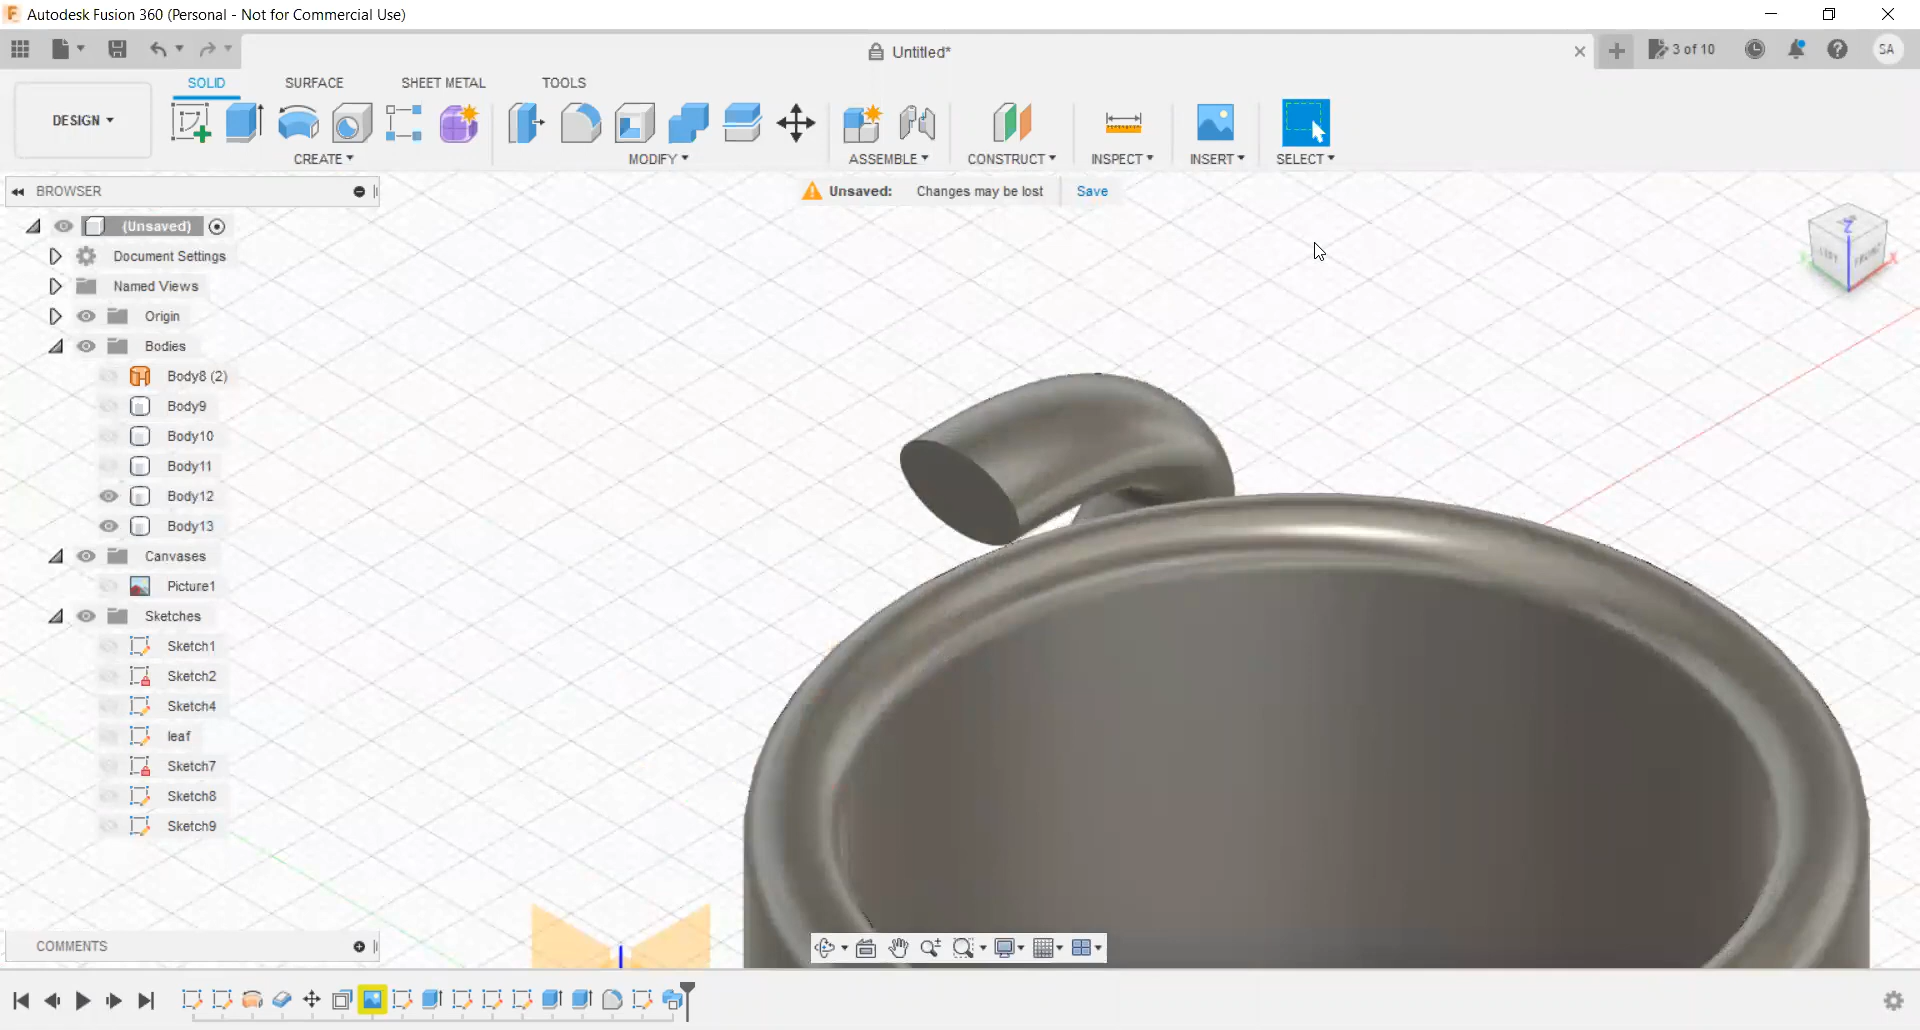 Autodesk Fusion 360 (Personal - Not for Commercial Use)
Untitled*
3 of 10
SA
SOLID
SURFACE
SHEET METAL
TOOLS
DESIGN
CREATE
MODIFY
ASSEMBLE
CONSTRUCT
INSPECT
INSERT
SELECT
BROWSER
Unsaved:
Changes may be lost
Save
(Unsaved)
Document Settings
Named Views
Origin
Bodies
Body8 (2)
Body9
Body10
Body11
Body12
Body13
Canvases
Picture1
Sketches
Sketch1
Sketch2
Sketch4
leaf
Sketch7
Sketch8
Sketch9
Z
X
LEFT
FRONT
COMMENTS